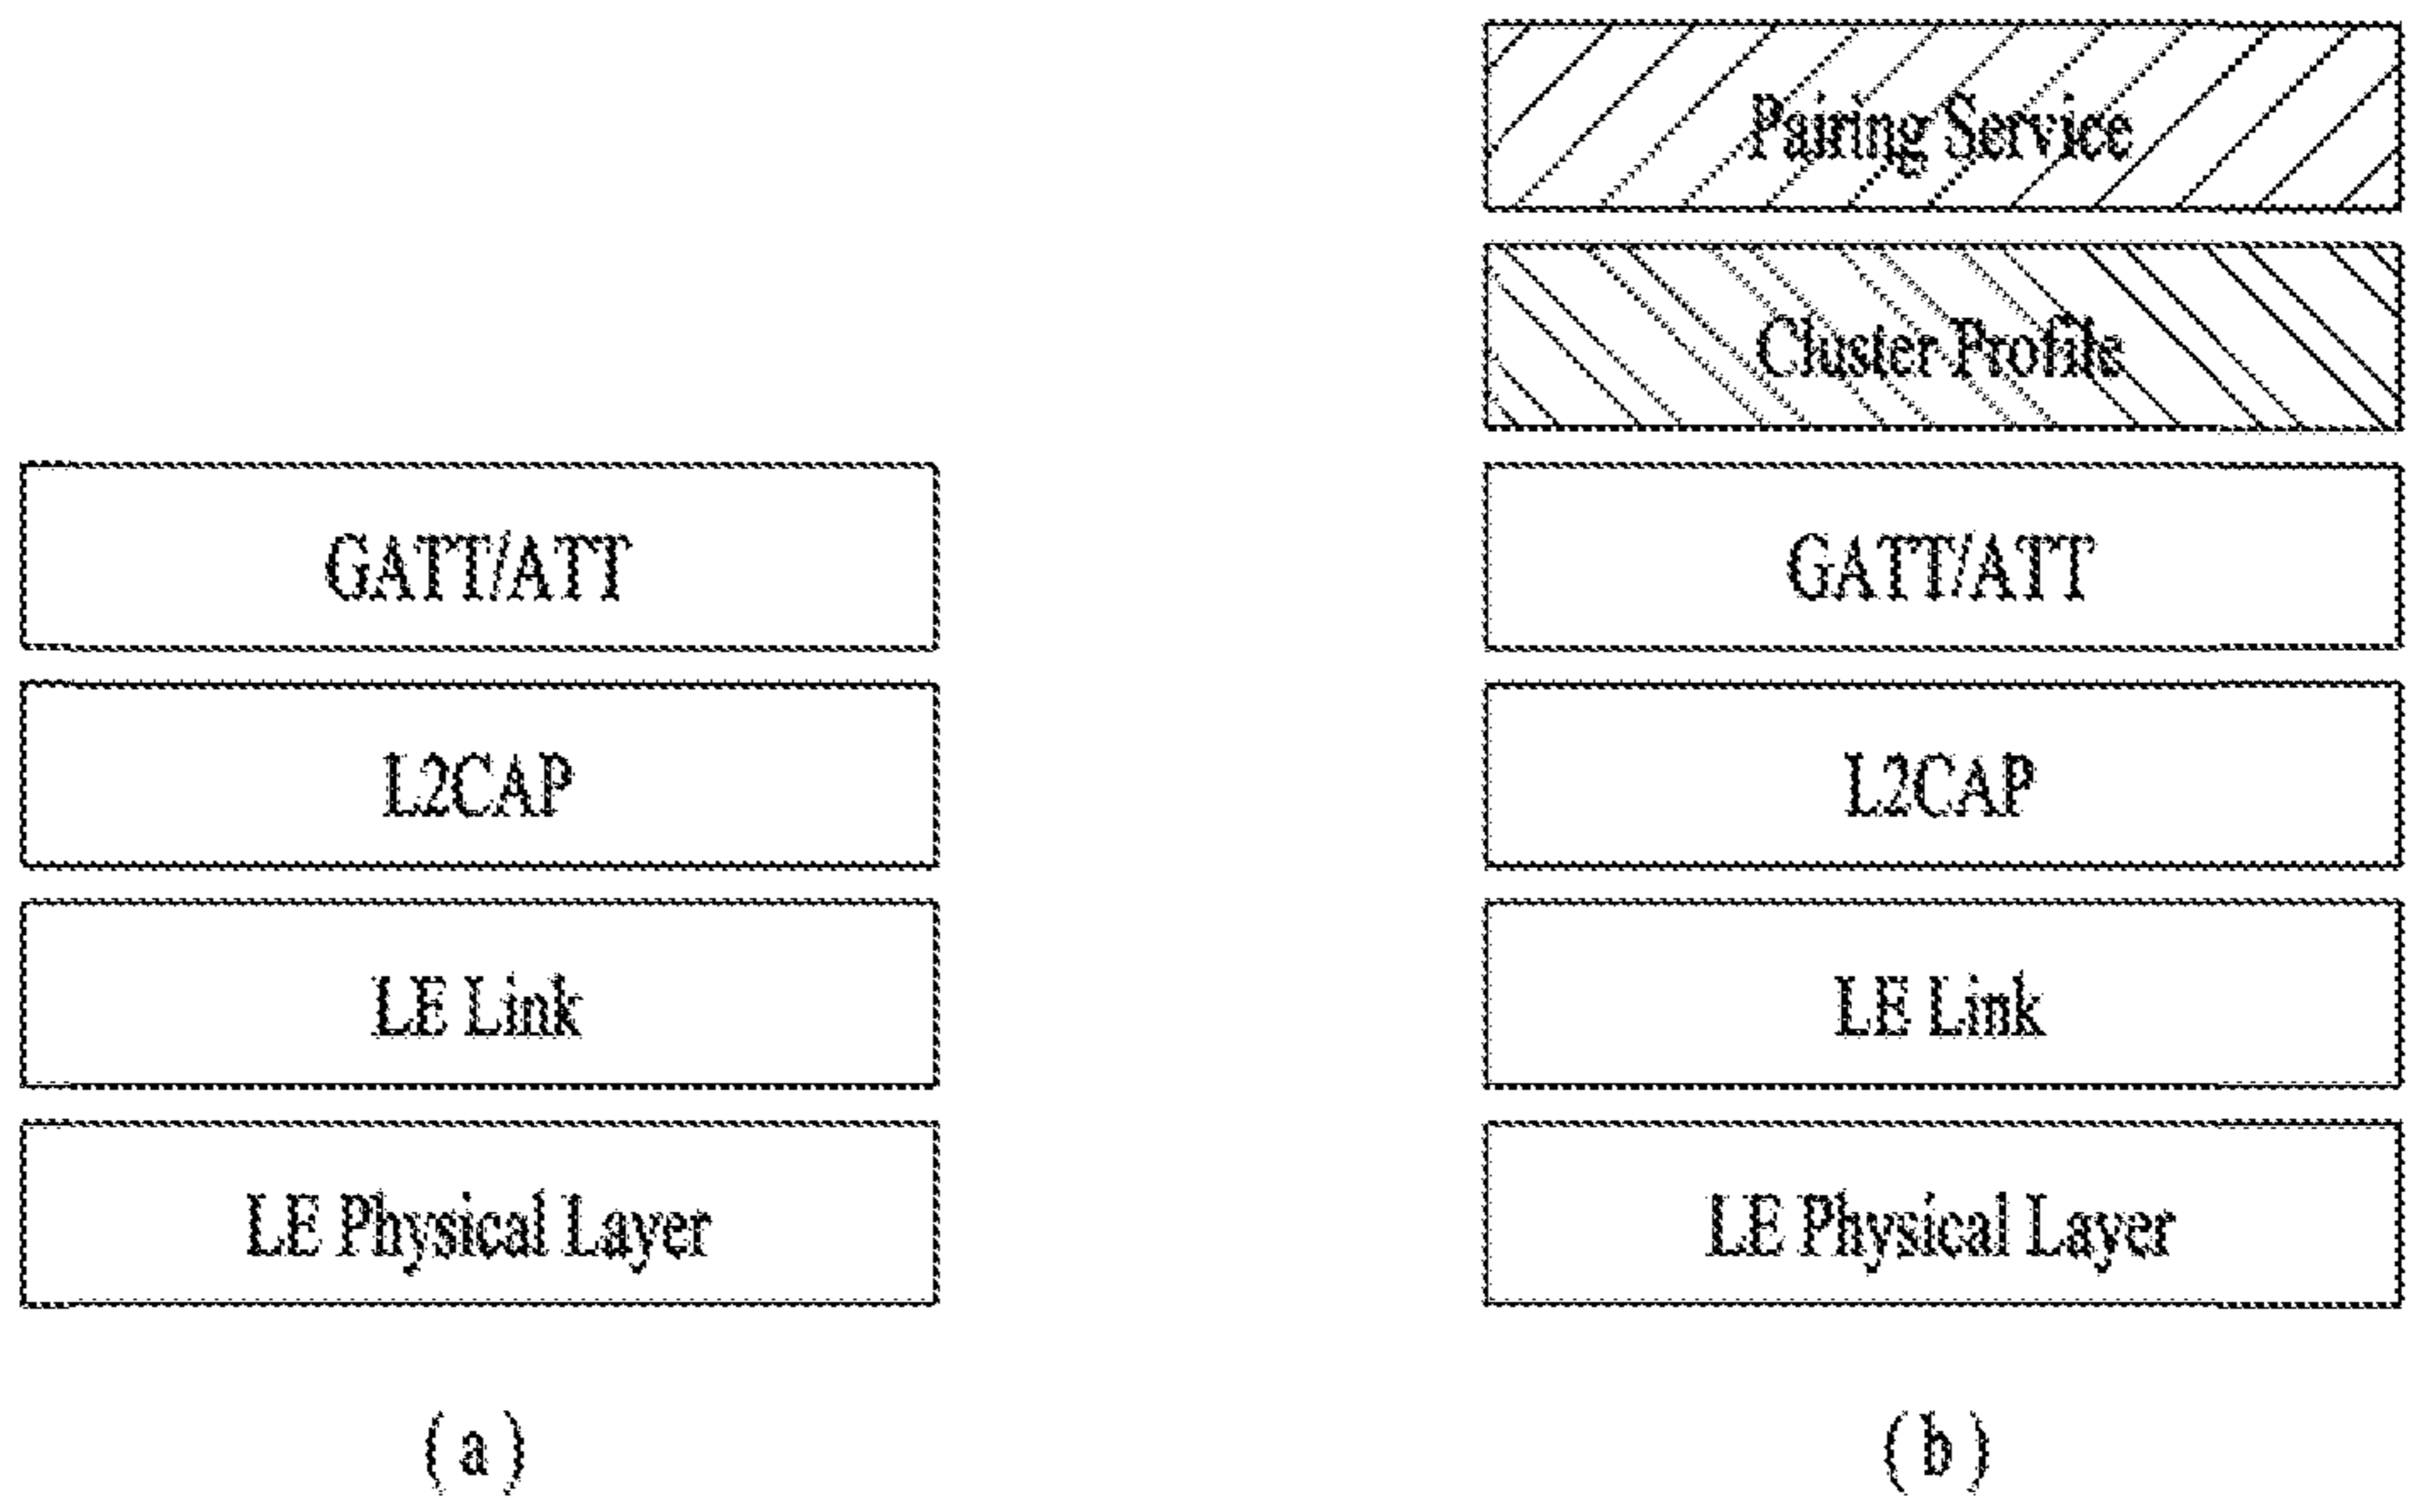 Pairing Service
Cluster Profile
GATT/ATT
L2CAP
LE Link
LE Physical Layer
(b)
GATT/ATT
L2CAP
LE Link
LE Physical Layer
(a)